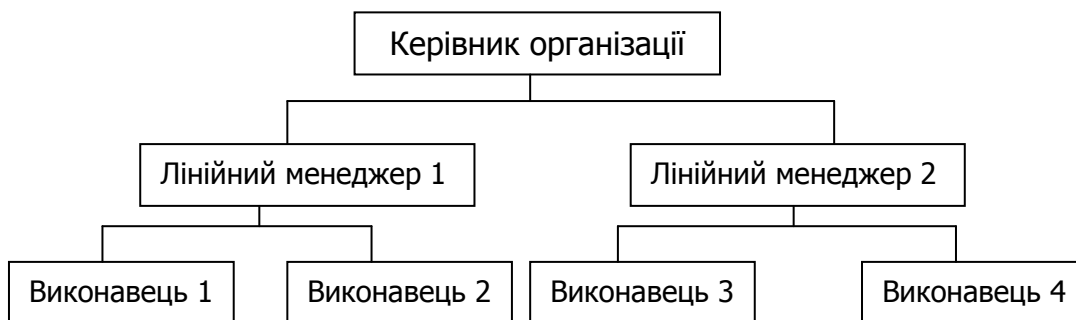 Керівник організації
Лінійний менеджер 1
Лінійний менеджер 2
Виконавець 1
Виконавець 2
Виконавець 3
Виконавець 4